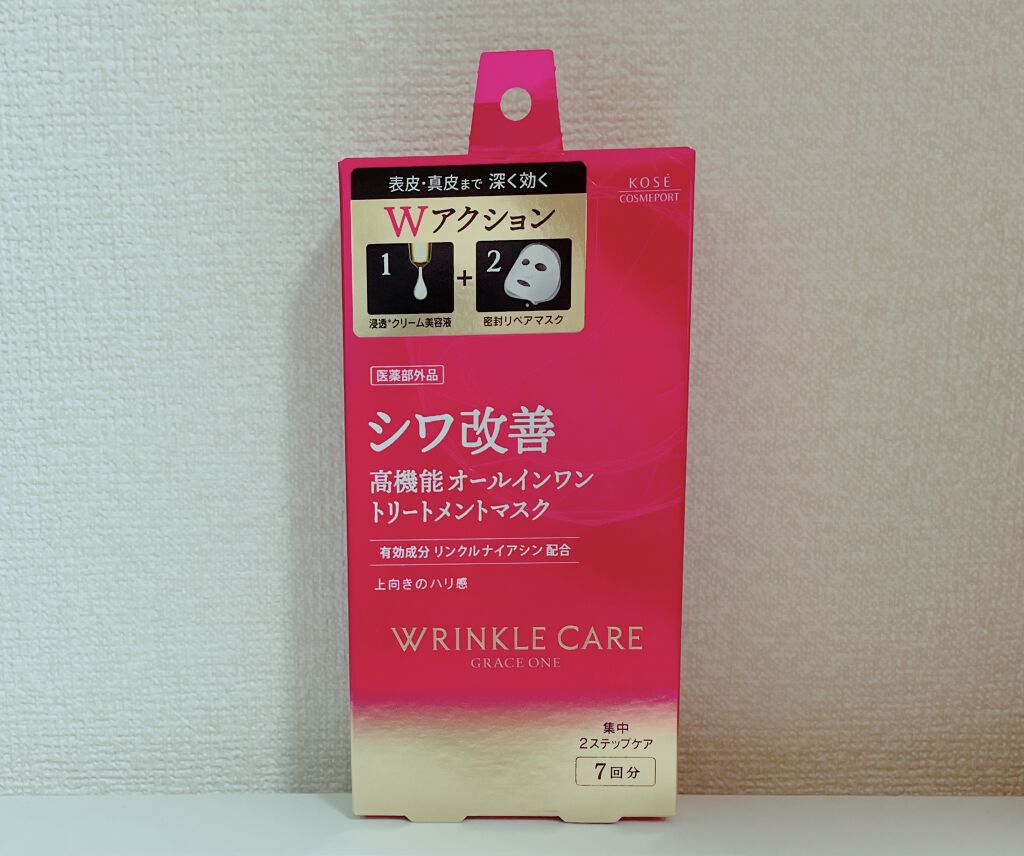 表皮・真皮まで 深く効く
Wアクション
1 + 2
浸透*クリーム美容液 密封リペアマスク
KOSÉ
COSMEPORT
医薬部外品
シワ改善
高機能 オールインワン
トリートメントマスク
有効成分 リンクルナイアシン 配合
上向きのハリ感
WRINKLE CARE
GRACE ONE
集中
2ステップケア
7回分